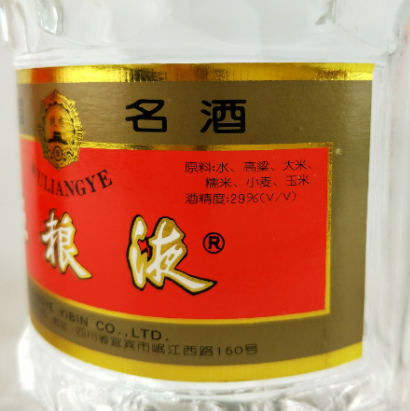 名酒
WULIANGYE
原料:水、高粱、大米、
糯米、小麦、玉米
酒精度:29%(V/V)
粮液®
YIBIN CO.,LTD.
四川省宜宾市岷江西路150号